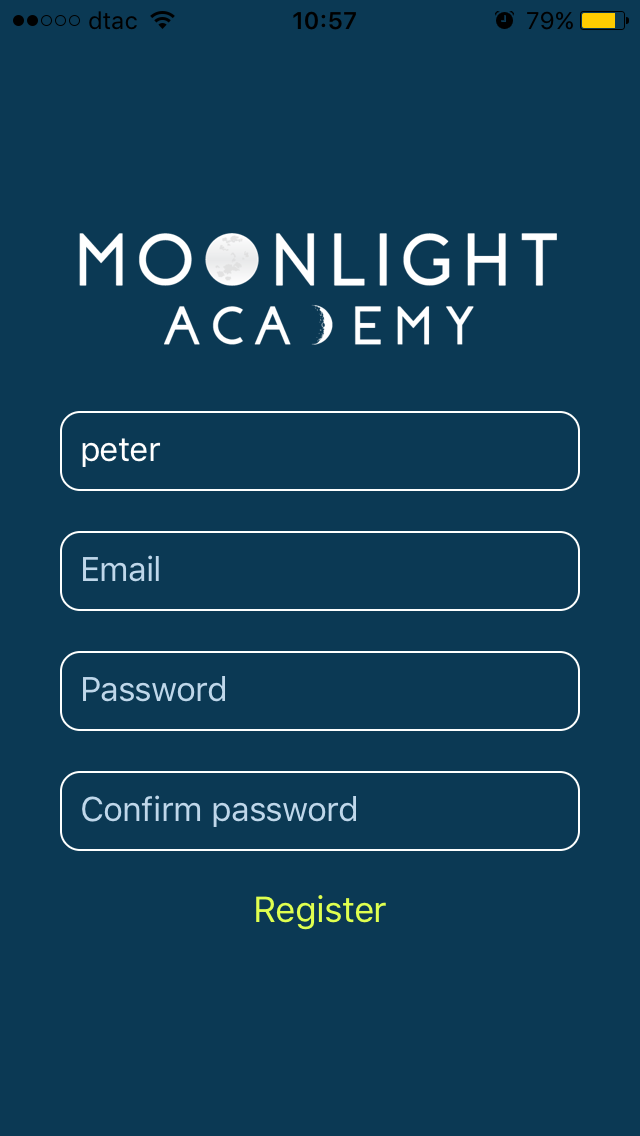 dtac 10:57 79%
MOONLIGHT
ACADEMY
peter
Email
Password
Confirm password
Register